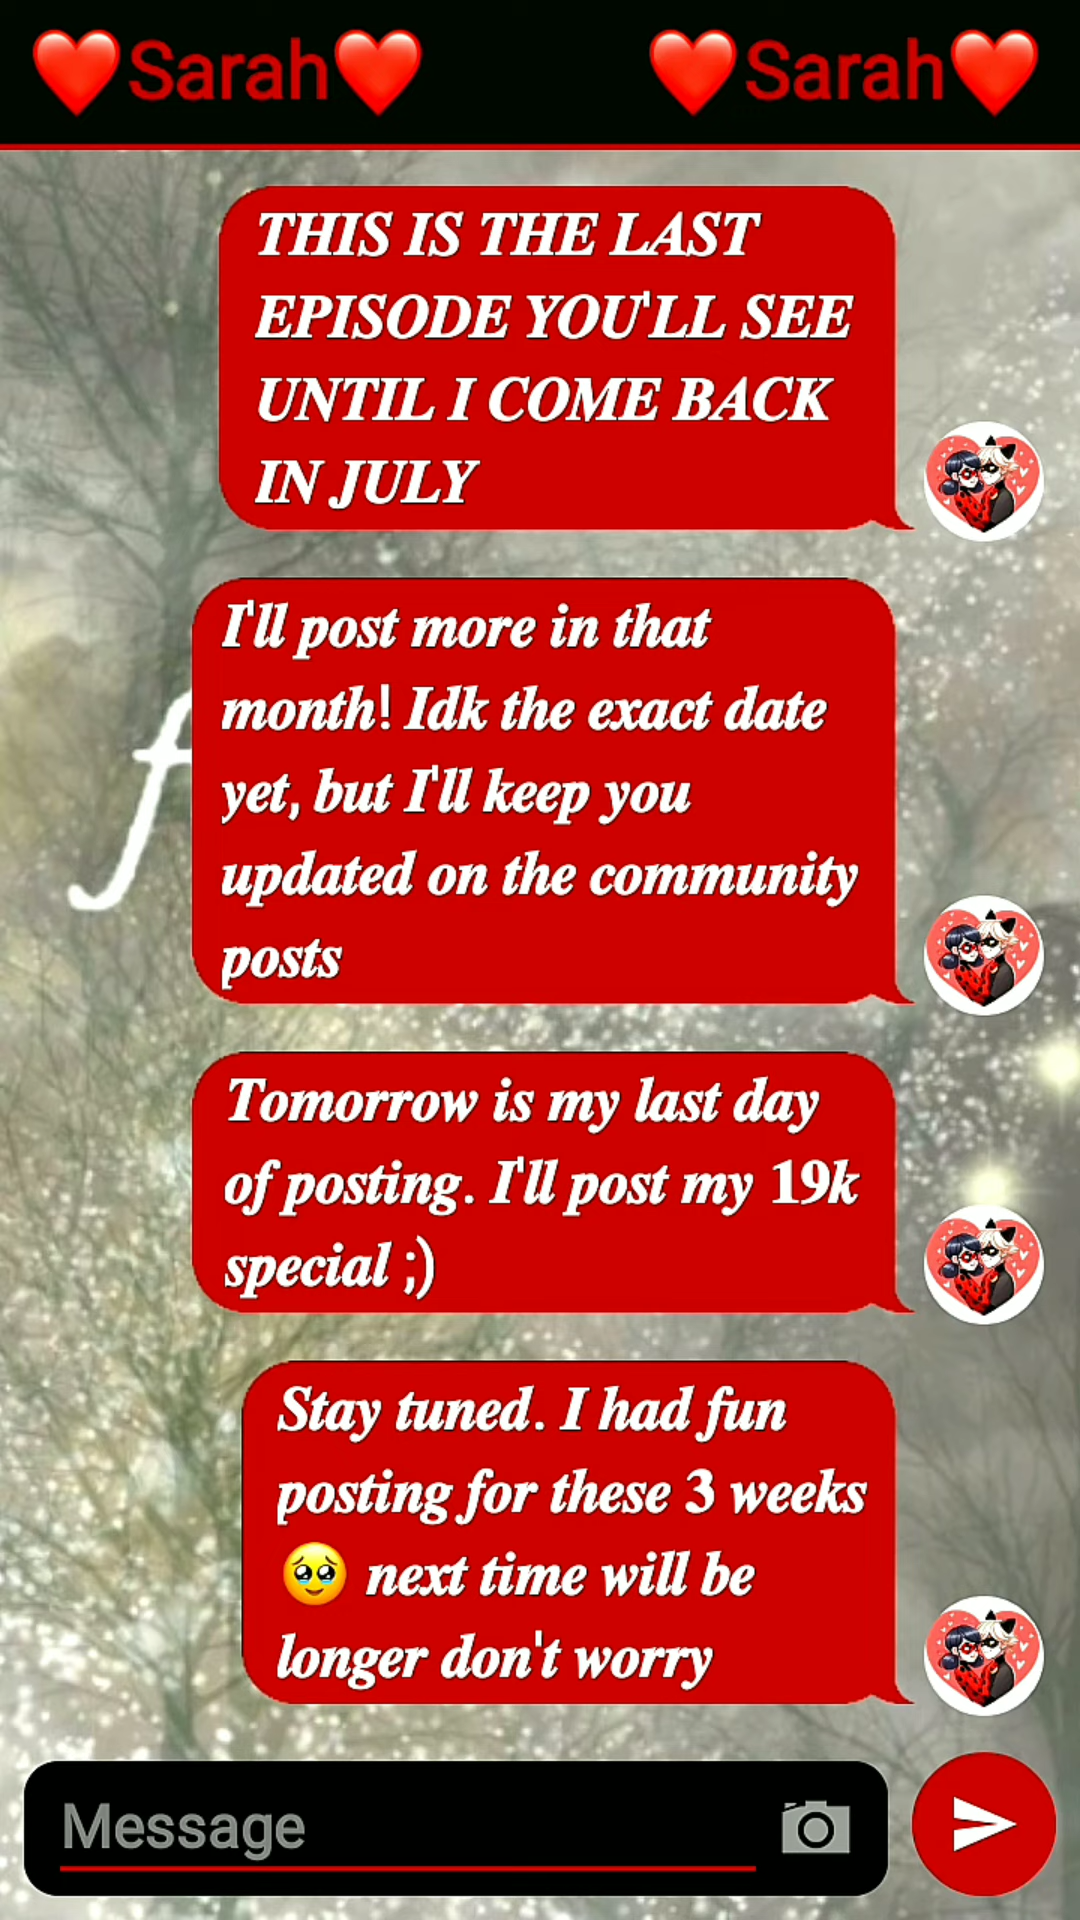 ❤️Sarah❤️ ❤️Sarah❤️
THIS IS THE LAST
EPISODE YOU'LL SEE
UNTIL I COME BACK
IN JULY
I'll post more in that
month! Idk the exact date
yet, but I'll keep you
updated on the community
posts
f
Tomorrow is my last day
of posting. I'll post my 19k
special ;)
Stay tuned. I had fun
posting for these 3 weeks
🥹 next time will be
longer don't worry
Message